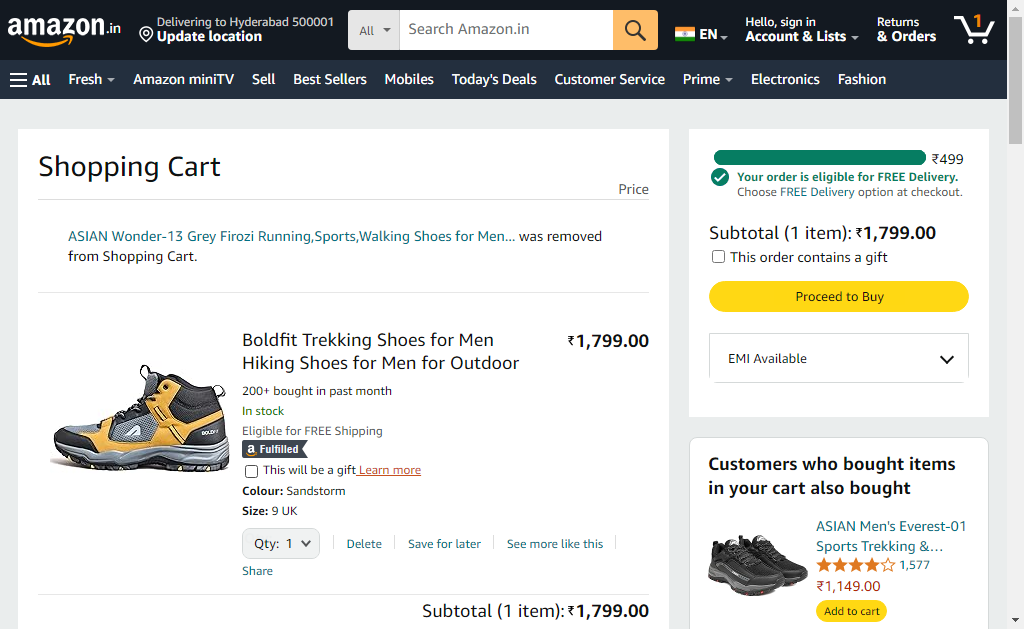 amazon.in
Delivering to Hyderabad 500001
Update location
All
Search Amazon.in
EN
Hello, sign in
Account & Lists
Returns
& Orders
1
All
Fresh
Amazon miniTV
Sell
Best Sellers
Mobiles
Today's Deals
Customer Service
Prime
Electronics
Fashion
Shopping Cart
Price
ASIAN Wonder-13 Grey Firozi Running,Sports,Walking Shoes for Men... was removed
from Shopping Cart.
Boldfit Trekking Shoes for Men
Hiking Shoes for Men for Outdoor
₹1,799.00
200+ bought in past month
In stock
Eligible for FREE Shipping
a Fulfilled
This will be a gift Learn more
Colour: Sandstorm
Size: 9 UK
Qty: 1
Delete
Save for later
See more like this
Share
BOLDFIT
Subtotal (1 item): ₹1,799.00
₹499
Your order is eligible for FREE Delivery.
Choose FREE Delivery option at checkout.
Subtotal (1 item): ₹1,799.00
This order contains a gift
Proceed to Buy
EMI Available
Customers who bought items
in your cart also bought
ASIAN Men's Everest-01
Sports Trekking &…
1,577
₹1,149.00
Add to cart